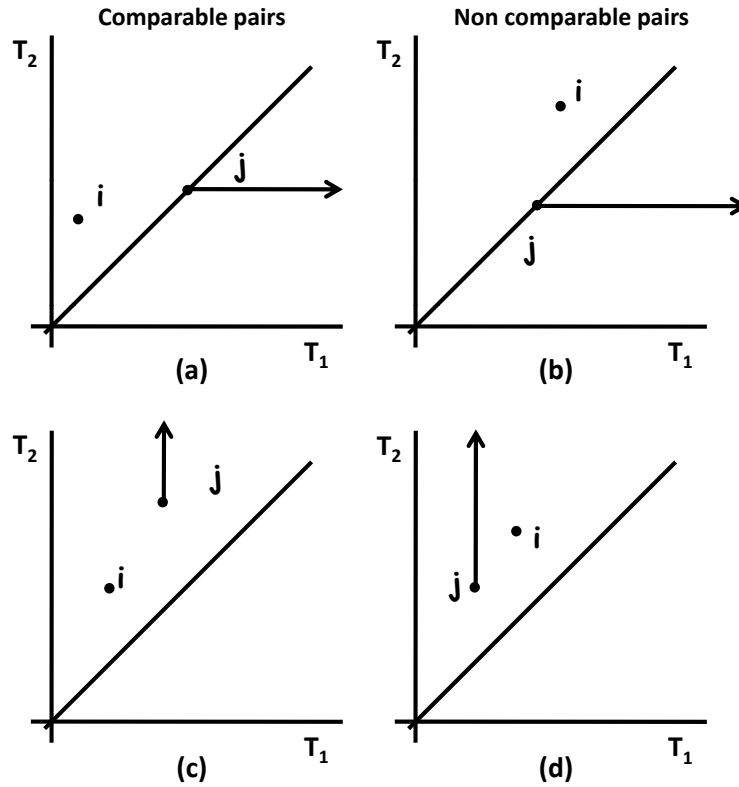 Comparable pairs
Non comparable pairs
T2
i
j
T1
(a)
T2
i
j
T1
(b)
T2
j
i
T1
(c)
T2
i
j
T1
(d)